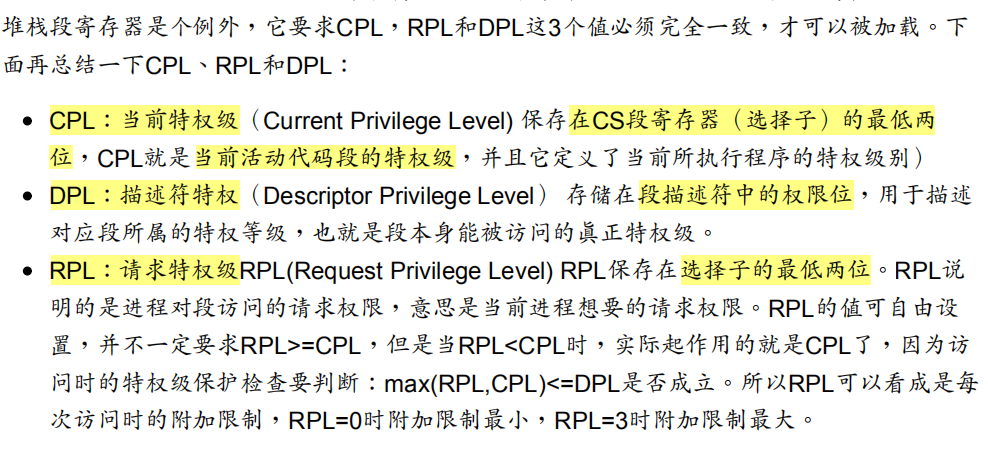 堆栈段寄存器是个例外，它要求CPL，RPL和DPL这3个值必须完全一致，才可以被加载。下
面再总结一下CPL、RPL和DPL：
• CPL：当前特权级（Current Privilege Level) 保存在CS段寄存器（选择子）的最低两
位，CPL就是当前活动代码段的特权级，并且它定义了当前所执行程序的特权级别）
• DPL：描述符特权（Descriptor Privilege Level） 存储在段描述符中的权限位，用于描述
对应段所属的特权等级，也就是段本身能被访问的真正特权级。
• RPL：请求特权级RPL(Request Privilege Level) RPL保存在选择子的最低两位。RPL说
明的是进程对段访问的请求权限，意思是当前进程想要的请求权限。RPL的值可自由设
置，并不一定要求RPL>=CPL，但是当RPL<CPL时，实际起作用的就是CPL了，因为访
问时的特权级保护检查要判断：max(RPL,CPL)<=DPL是否成立。所以RPL可以看成是每
次访问时的附加限制，RPL=0时附加限制最小，RPL=3时附加限制最大。